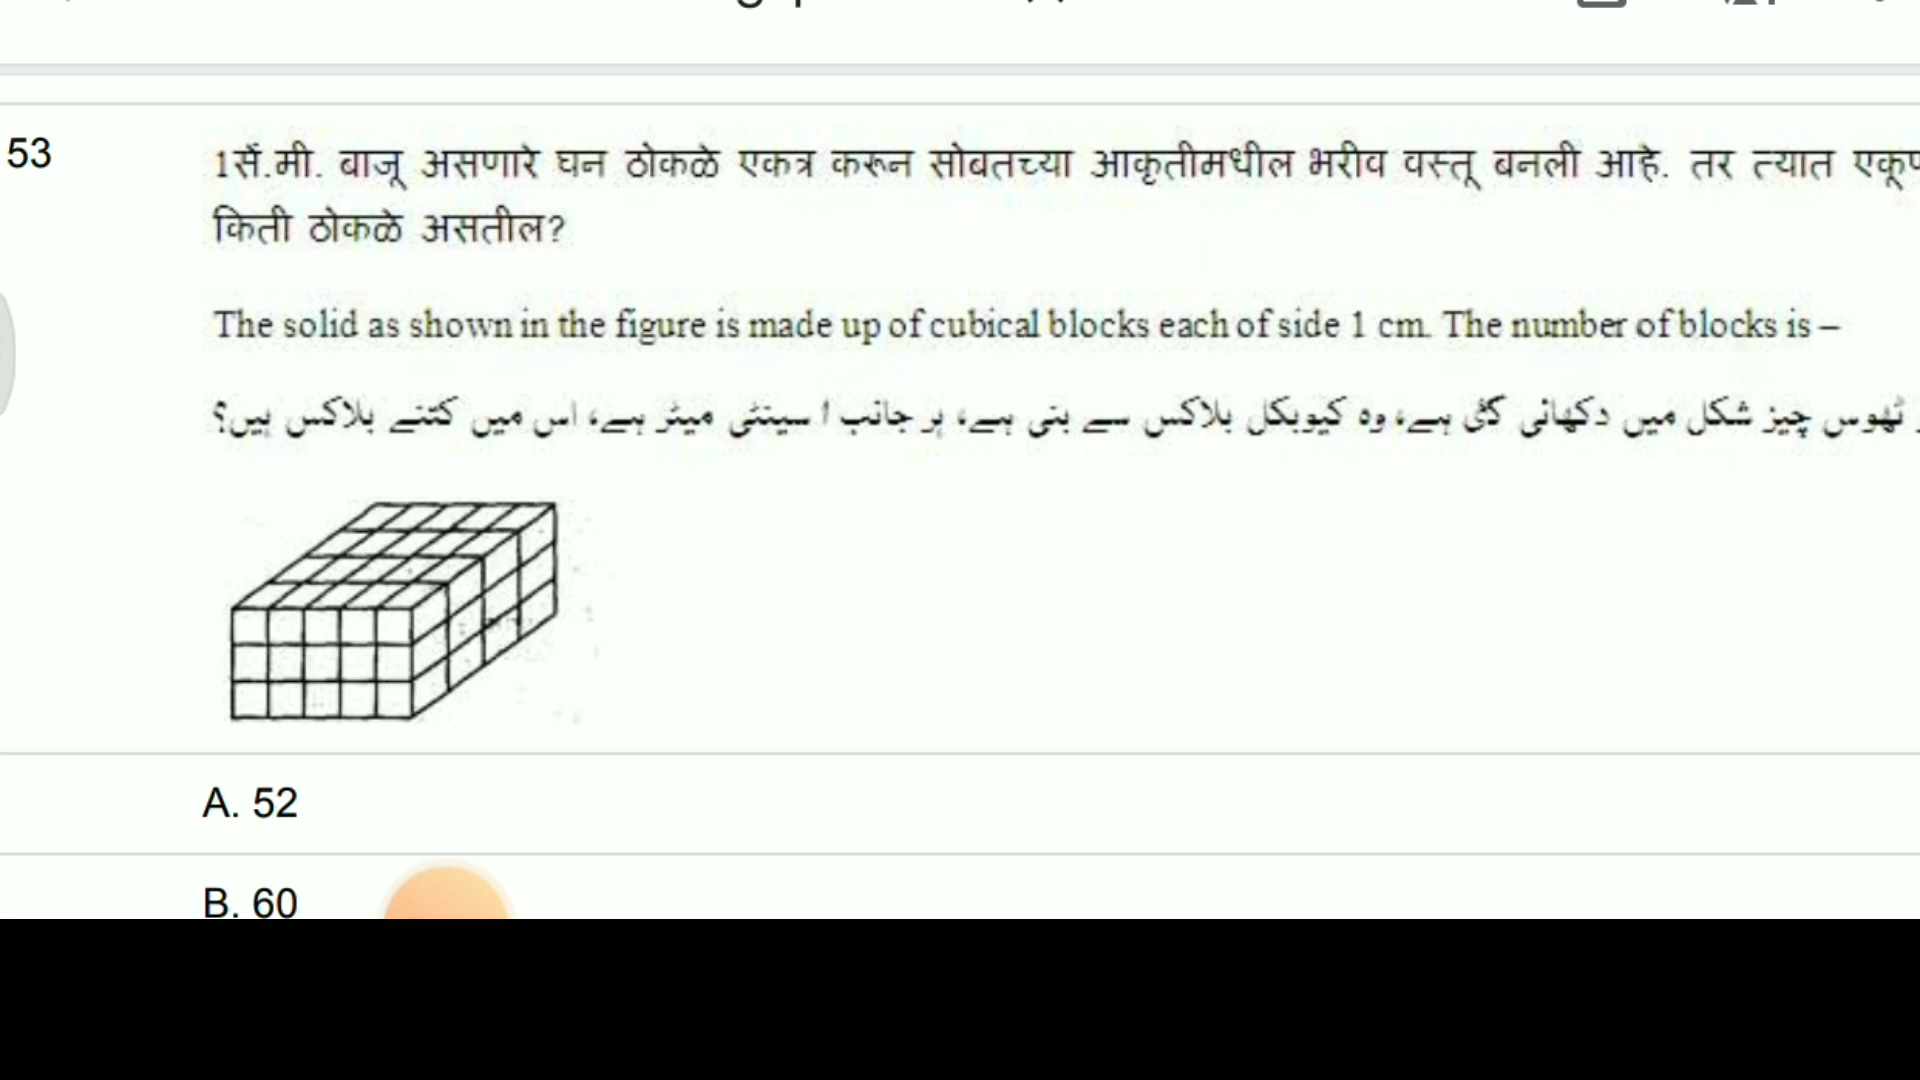 53
1सें.मी. बाजू असणारे घन ठोकळे एकत्र करून सोबतच्या आकृतीमधील भरीव वस्तू बनली आहे. तर त्यात
किती ठोकळे असतील?
The solid as shown in the figure is made up of cubical blocks each of side 1 cm. The number of blocks is –
ٹھوس چیز شکل میں دکھائی گئی ہے، وہ کیوبکل بلاکس سے بنی ہے، ہر جانب ا سینٹی میٹر ہے، اس میں کتنے بلاکس ہیں؟
A. 52
B. 60